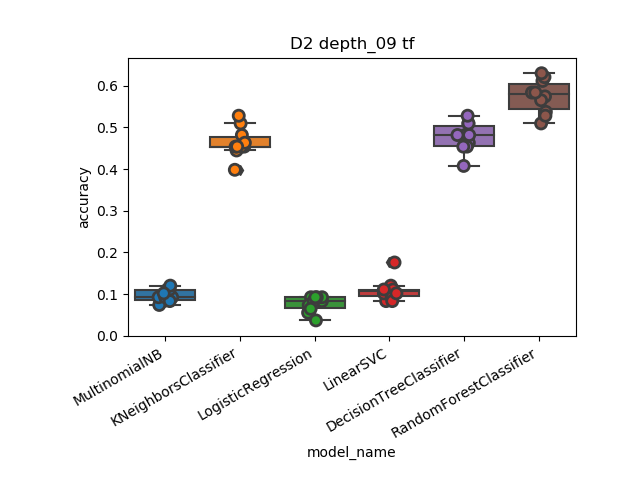 D2 depth_09 tf
accuracy
0.6
0.5
0.4
0.3
0.2
0.1
0.0
MultinomialNB
KNeighborsClassifier
LogisticRegression
LinearSVC
DecisionTreeClassifier
RandomForestClassifier
model_name